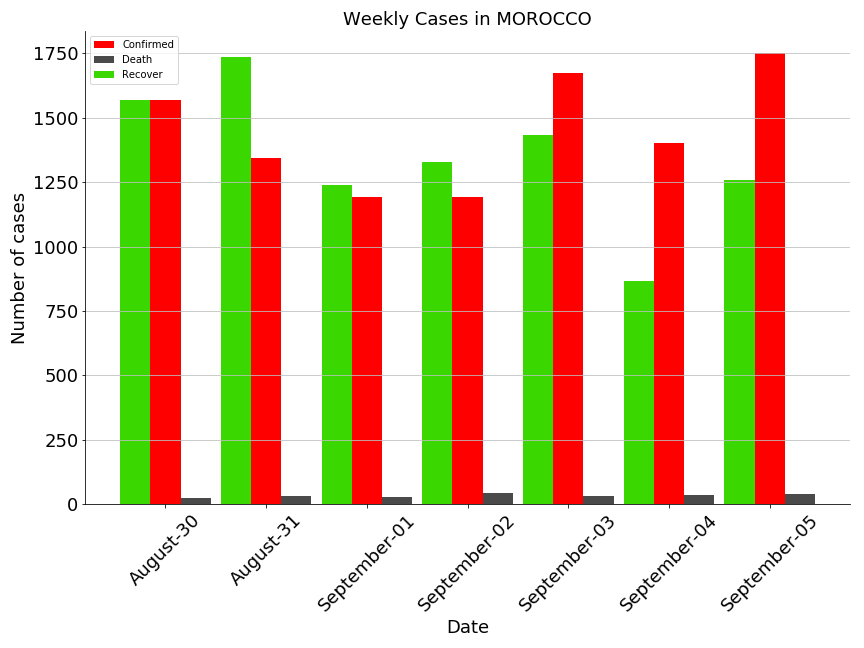 Weekly Cases in MOROCCO
Confirmed
Death
Recover
Number of cases
1750
1500
1250
1000
750
500
250
0
August-30
August-31
September-01
September-02
September-03
September-04
September-05
Date